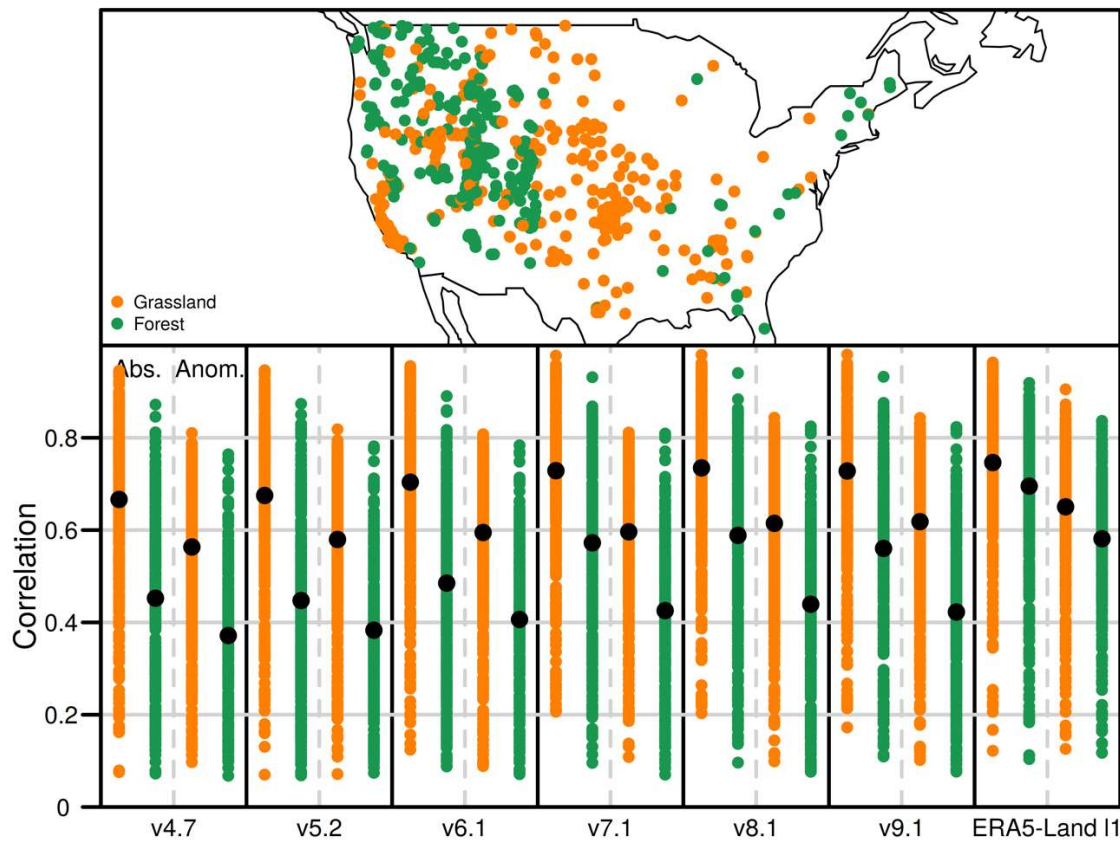 Grassland
Forest
Abs. Anom.
0.8
0.6
0.4
0.2
0
Correlation
v4.7 v5.2 v6.1 v7.1 v8.1 v9.1 ERA5-Land l1